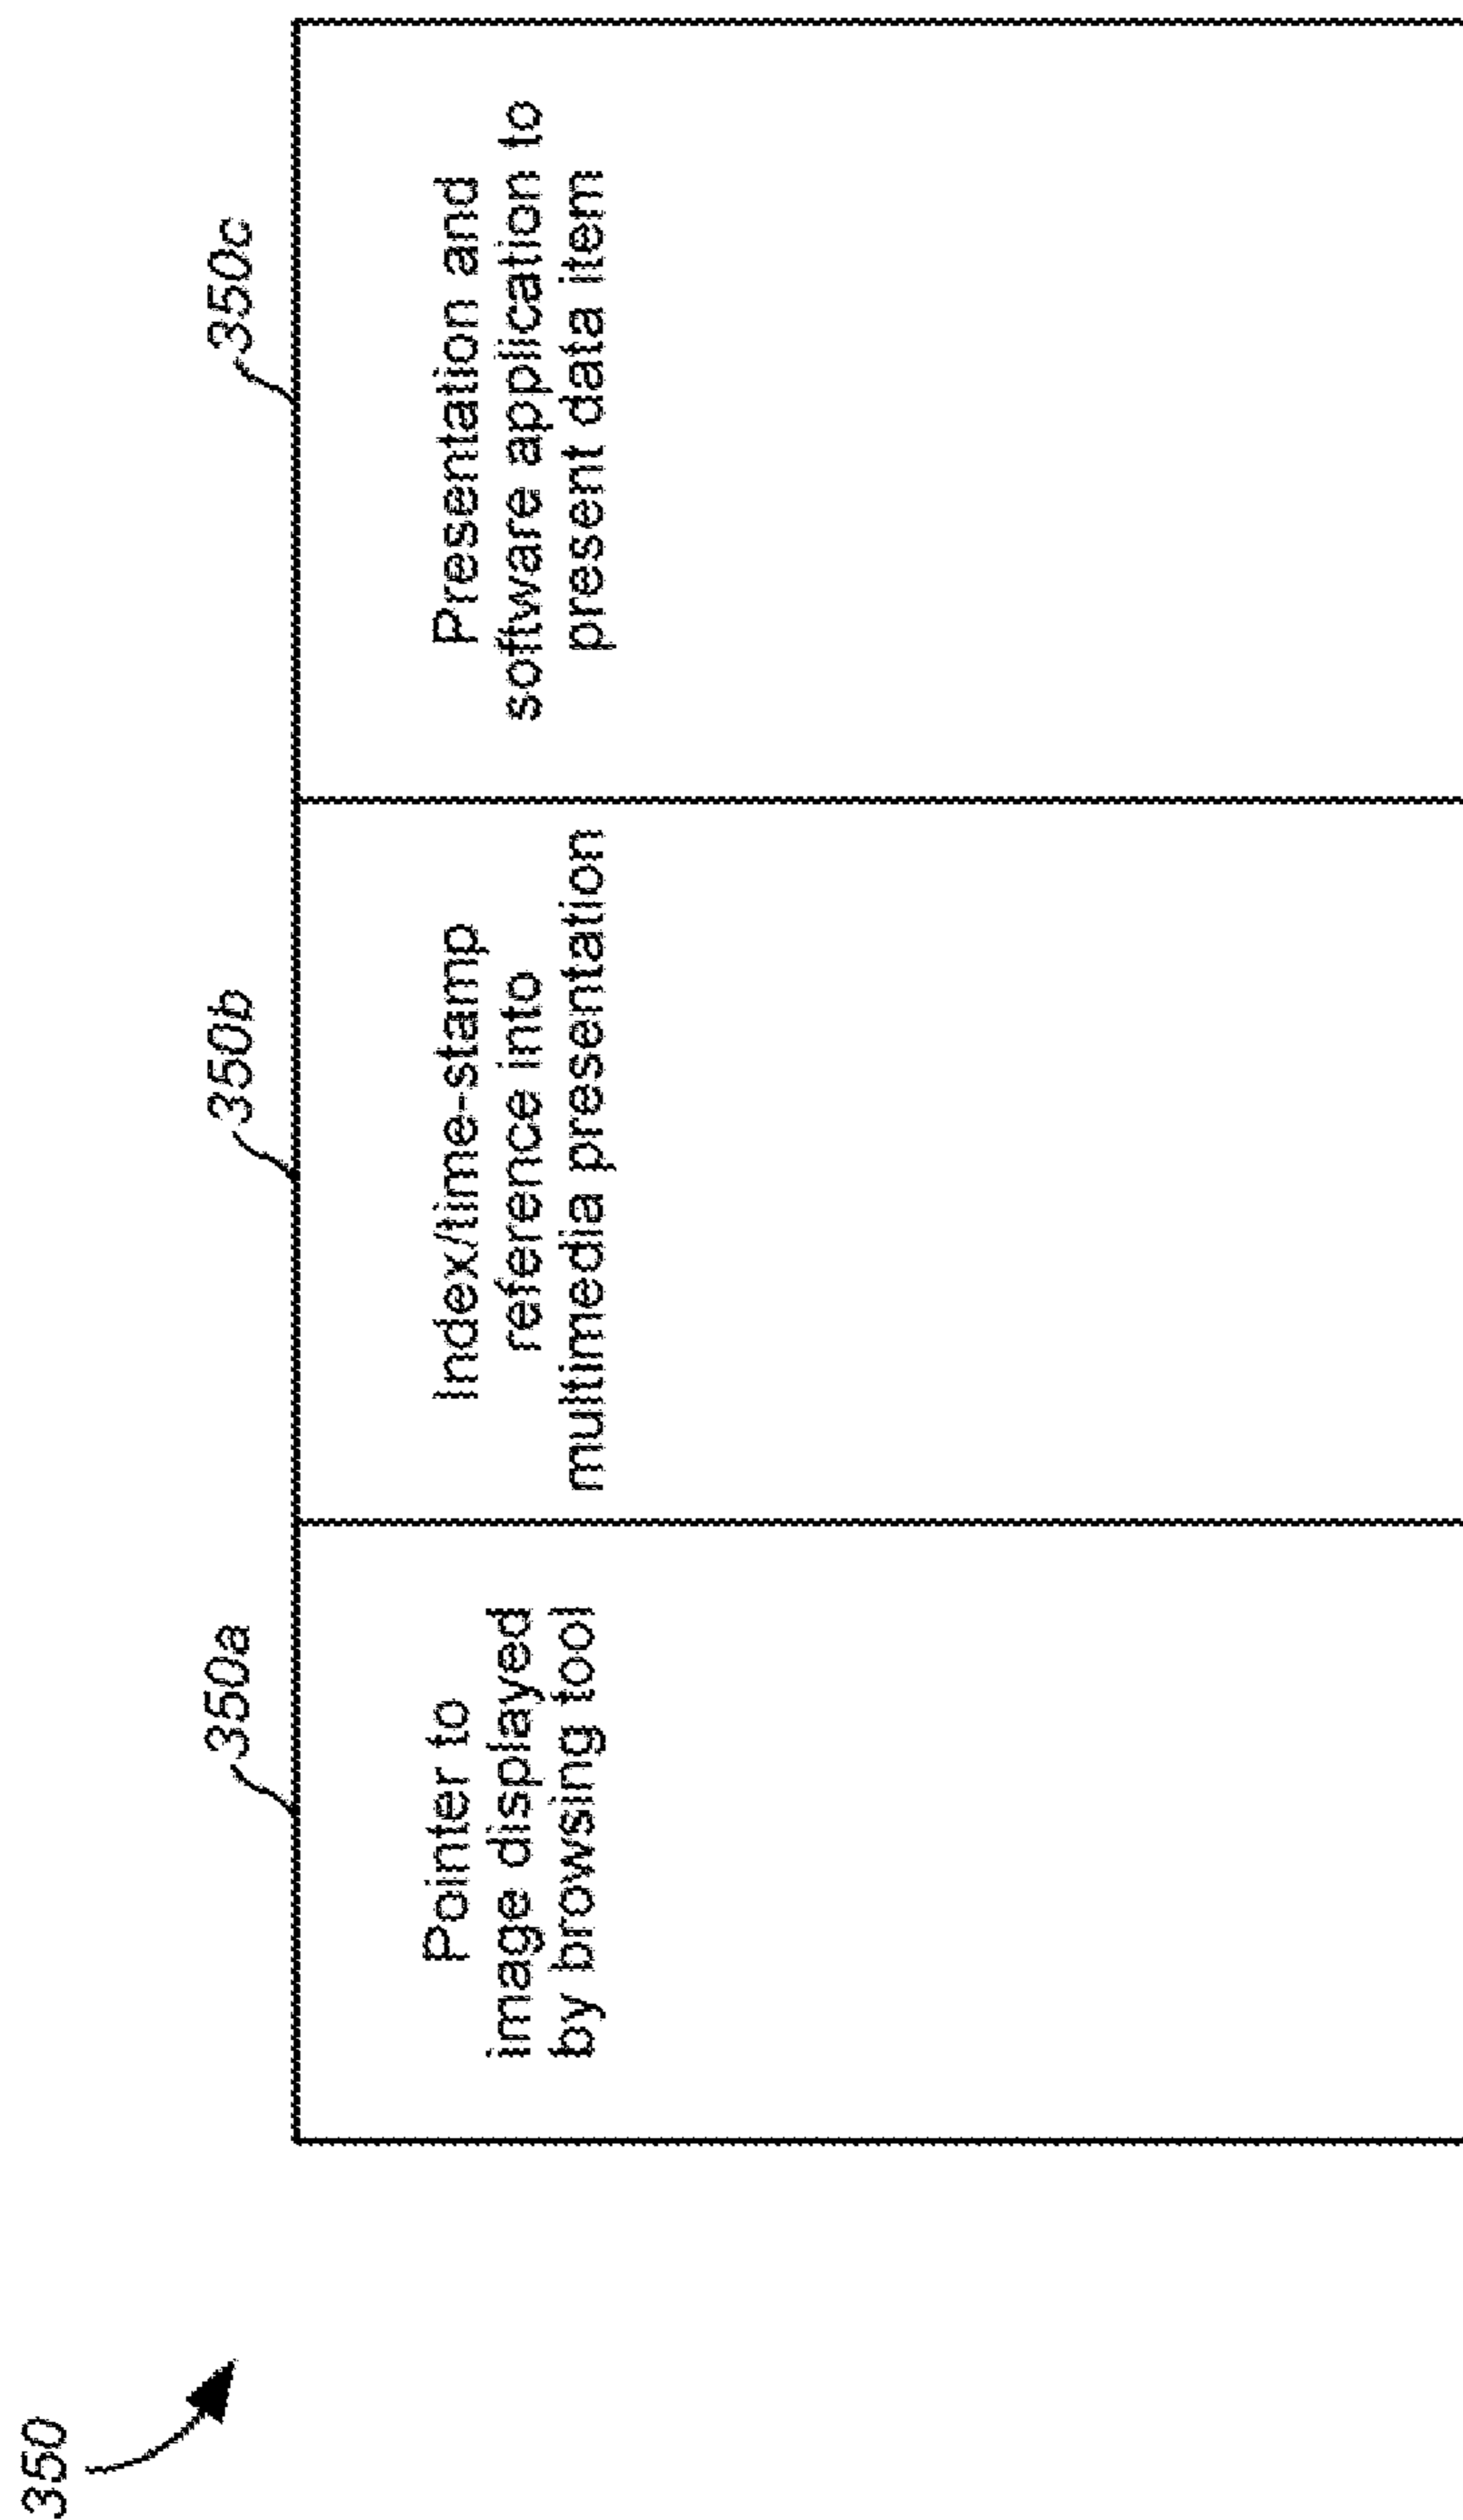 350
350a
Pointer to
image displayed
by browsing tool
350b
Index/time-stamp
reference into
multimedia presentation
350c
Presentation and
software application to
present data item